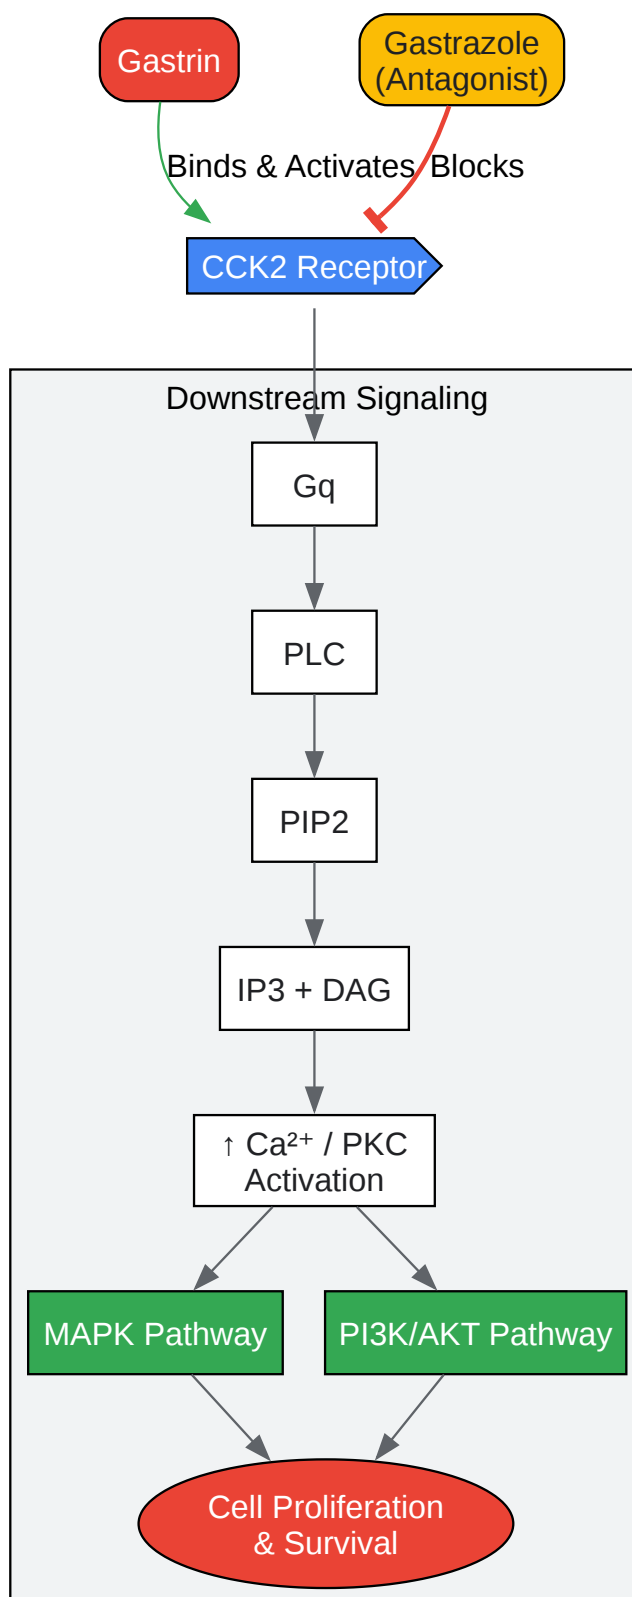 Gastrin
Gastrazole
(Antagonist)
Binds & Activates
Blocks
CCK2 Receptor
Downstream Signaling
Gq
PLC
PIP2
IP3 + DAG
↑ Ca²⁺ / PKC
Activation
MAPK Pathway
PI3K/AKT Pathway
Cell Proliferation
& Survival